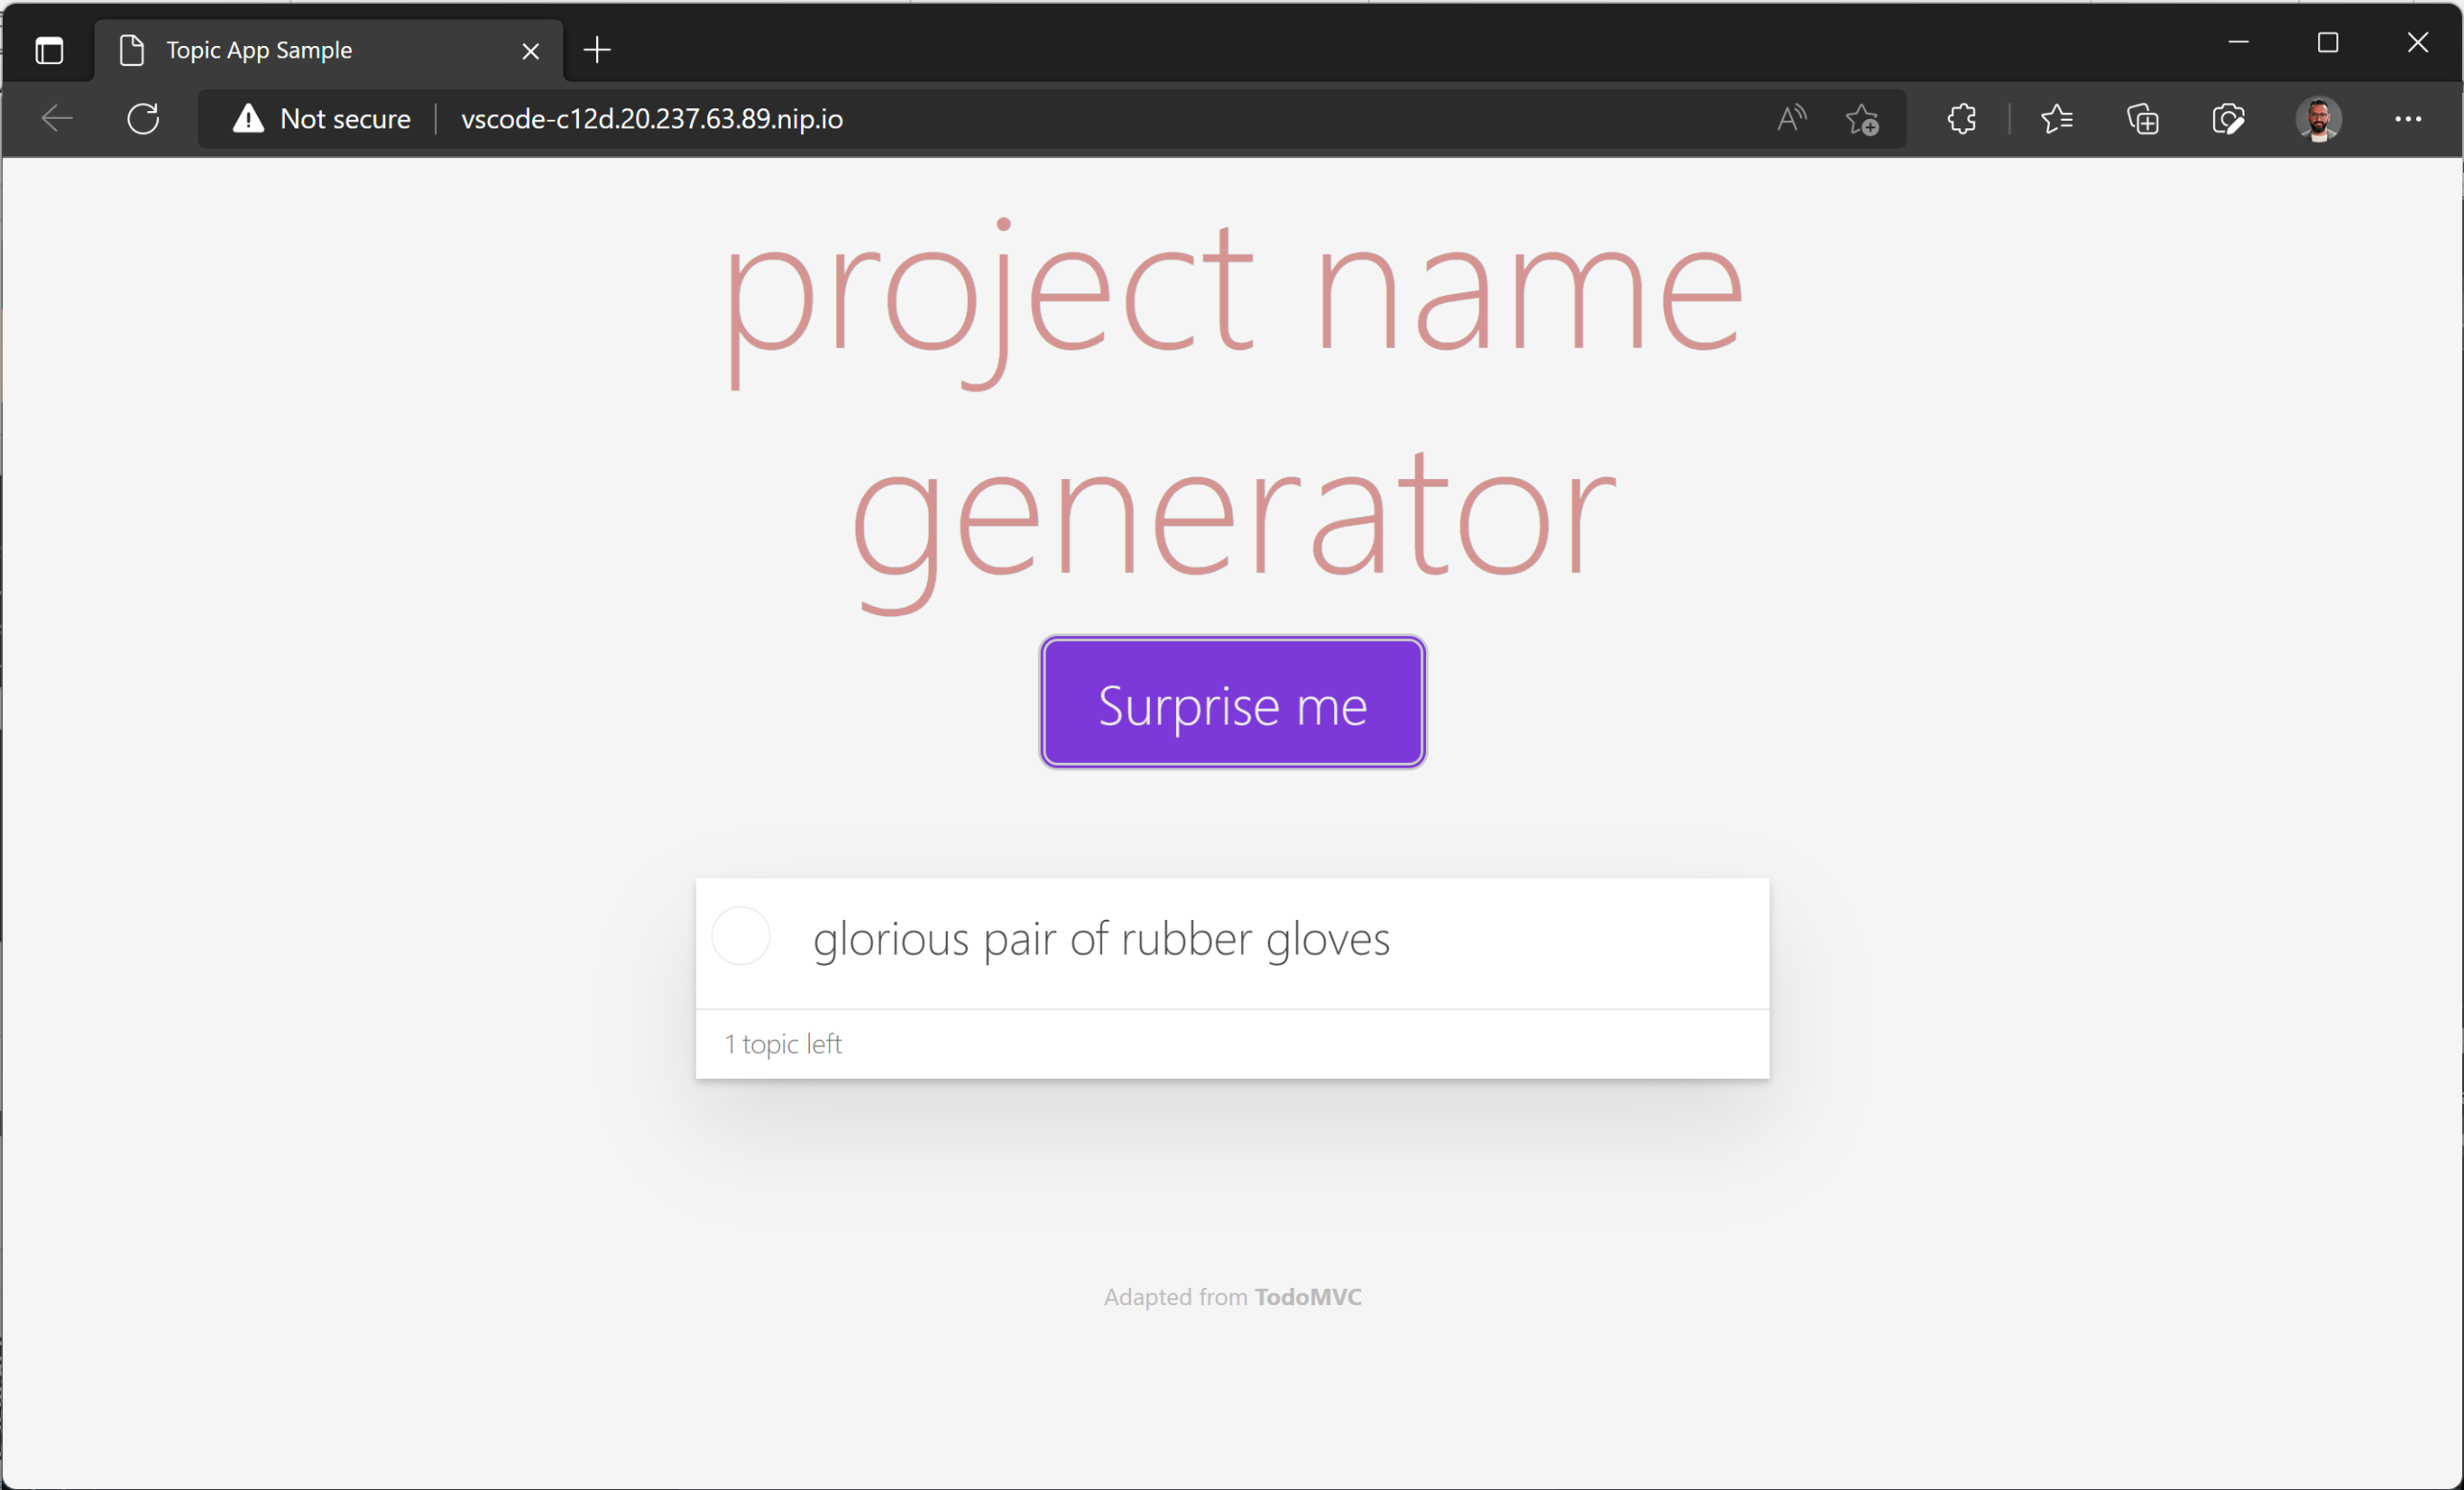 Topic App Sample
Not secure
vscode-c12d.20.237.63.89.nip.io
project name
generator
Surprise me
glorious pair of rubber gloves
1 topic left
Adapted from TodoMVC